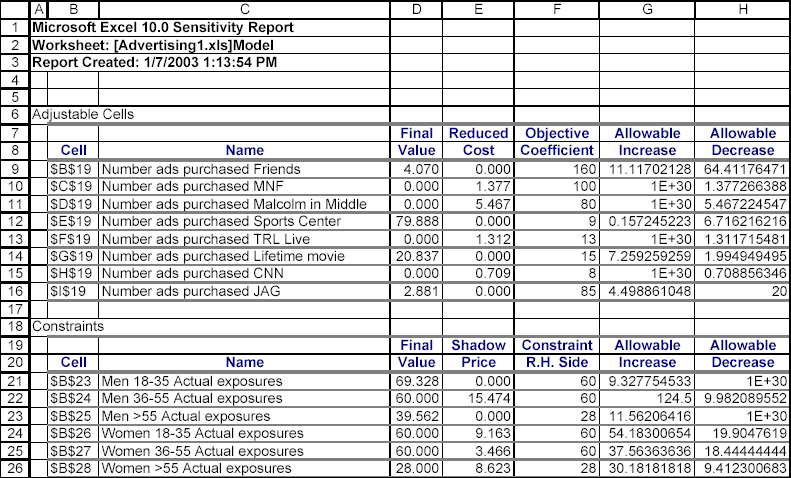 A B C D E F G H
1 Microsoft Excel 10.0 Sensitivity Report
2 Worksheet: [Advertising1.xls]Model
3 Report Created: 1/7/2003 1:13:54 PM
4
5
6 Adjustable Cells
7 Final Reduced Objective Allowable Allowable
8 Cell Name Value Cost Coefficient Increase Decrease
9 $B$19 Number ads purchased Friends 4.070 0.000 160 11.11702128 64.41176471
10 $C$19 Number ads purchased MNF 0.000 1.377 100 1E+30 1.377266388
11 $D$19 Number ads purchased Malcolm in Middle 0.000 5.467 80 1E+30 5.467224547
12 $E$19 Number ads purchased Sports Center 79.888 0.000 9 0.157245223 6.716216216
13 $F$19 Number ads purchased TRL Live 0.000 1.312 13 1E+30 1.311715481
14 $G$19 Number ads purchased Lifetime movie 20.837 0.000 15 7.259259259 1.994949495
15 $H$19 Number ads purchased CNN 0.000 0.709 8 1E+30 0.708856346
16 $I$19 Number ads purchased JAG 2.881 0.000 85 4.498861048 20
17
18 Constraints
19 Final Shadow Constraint Allowable Allowable
20 Cell Name Value Price R.H. Side Increase Decrease
21 $B$23 Men 18-35 Actual exposures 69.328 0.000 60 9.327754533 1E+30
22 $B$24 Men 36-55 Actual exposures 60.000 15.474 60 124.5 9.982089552
23 $B$25 Men >55 Actual exposures 39.562 0.000 28 11.56206416 1E+30
24 $B$26 Women 18-35 Actual exposures 60.000 9.163 60 54.18300654 19.9047619
25 $B$27 Women 36-55 Actual exposures 60.000 3.466 60 37.56363636 18.44444444
26 $B$28 Women >55 Actual exposures 28.000 8.623 28 30.18181818 9.412300683